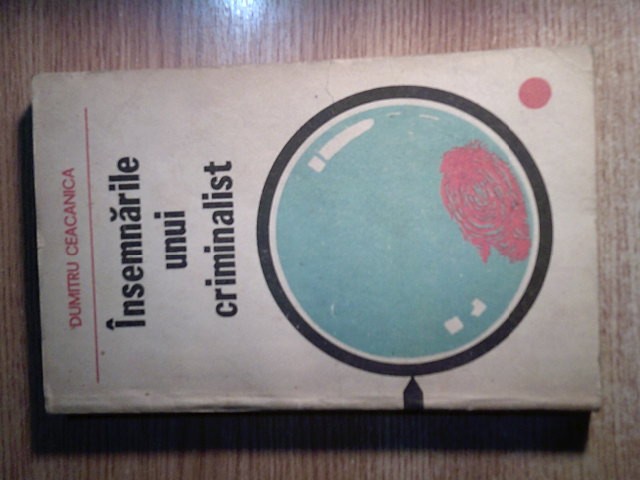 DUMITRU CEACANICA
Însemnările
unui
criminalist